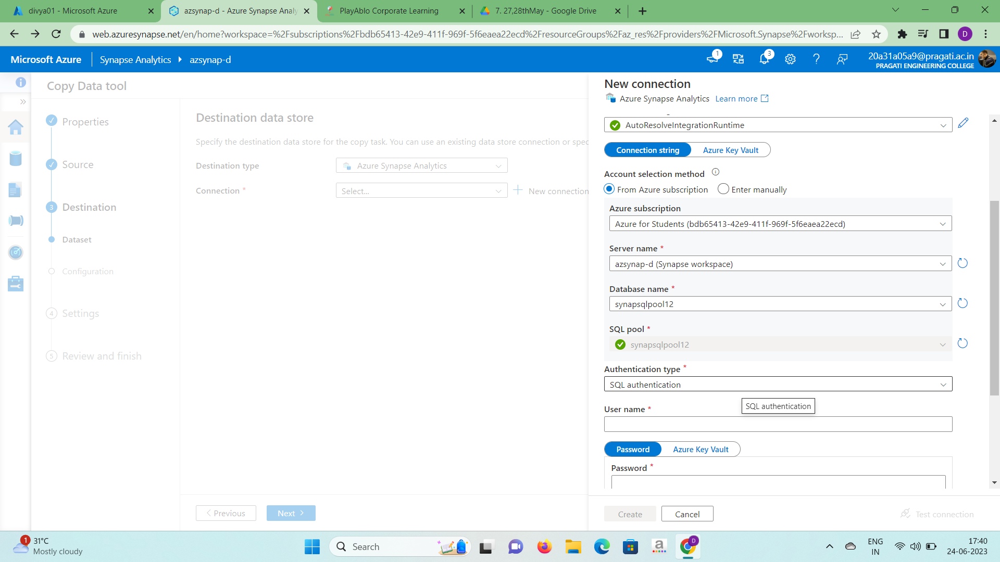 divya01 - Microsoft Azure
azsynap-d - Azure Synapse Analy
PlayAblo Corporate Learning
7. 27,28thMay - Google Drive
web.azuresynapse.net/en/home?workspace=%2Fsubscriptions%2Fbdb65413-42e9-411f-969f-5f6eaea22ecd%2FresourceGroups%2Faz_res%2Fproviders%2FMicrosoft.Synapse%2Fworksp...
D
Microsoft Azure
Synapse Analytics
azsynap-d
1
3
20a31a05a9@pragati.ac.in
PRAGATI ENGINEERING COLLEGE
Copy Data tool
Properties
Source
3 Destination
Dataset
Configuration
4 Settings
5 Review and finish
Destination data store
Specify the destination data store for the copy task. You can use an existing data store connection or spec
Destination type
Azure Synapse Analytics
Connection *
Select...
New connection
Previous
Next
New connection
Azure Synapse Analytics Learn more
AutoResolveIntegrationRuntime
Connection string
Azure Key Vault
Account selection method
From Azure subscription
Enter manually
Azure subscription
Azure for Students (bdb65413-42e9-411f-969f-5f6eaea22ecd)
Server name *
azsynap-d (Synapse workspace)
Database name *
synapsqlpool12
SQL pool *
synapsqlpool12
Authentication type *
SQL authentication
SQL authentication
User name *
Password
Azure Key Vault
Password *
Create
Cancel
Test connection
1
31°C
Mostly cloudy
Search
a
D
ENG
IN
17:40
24-06-2023